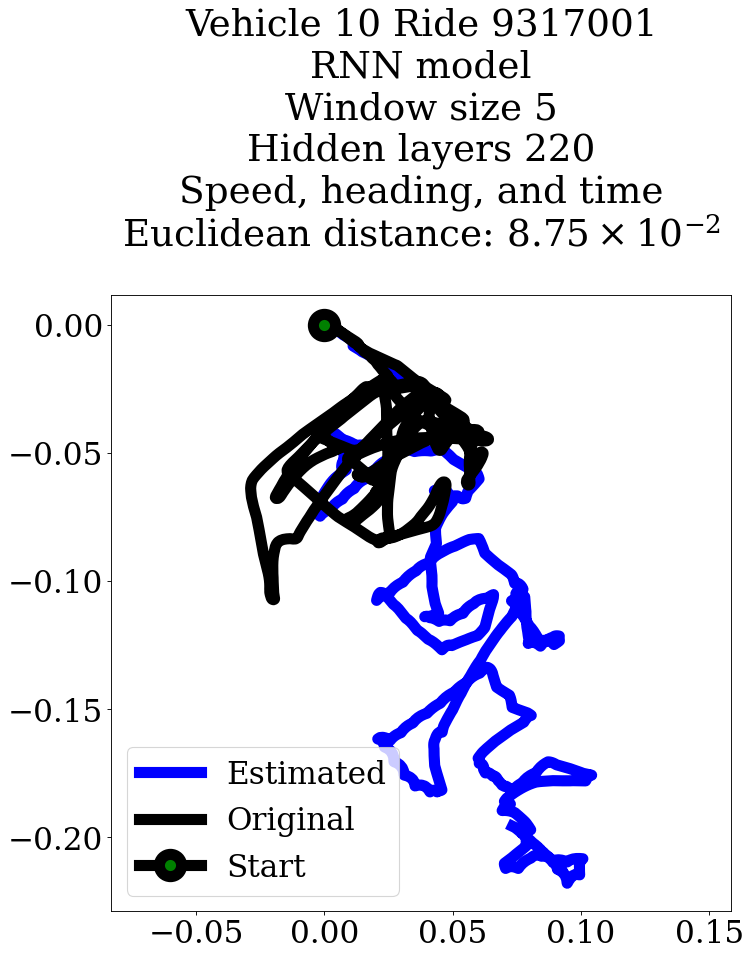 Vehicle 10 Ride 9317001
RNN model
Window size 5
Hidden layers 220
Speed, heading, and time
Euclidean distance: 8.75 × 10⁻²
0.00
−0.05
−0.10
−0.15
−0.20
Estimated
Original
Start
−0.05 0.00 0.05 0.10 0.15